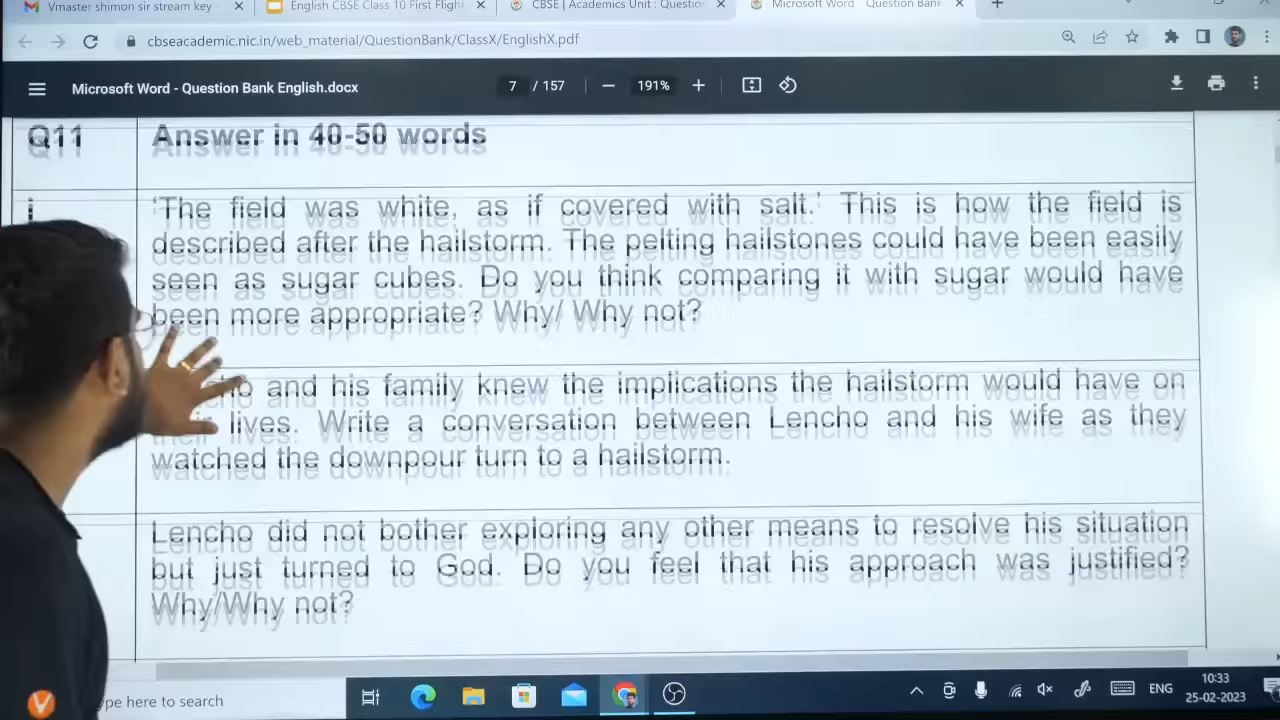 Vmaster shimon sir stream key
English CBSE Class 10 First Flight
CBSE | Academics Unit : Question
Microsoft Word - Question Bank
cbseacademic.nic.in/web_material/QuestionBank/ClassX/EnglishX.pdf
Microsoft Word - Question Bank English.docx
7 / 157
191%
Q11 Answer in 40-50 words
i 'The field was white, as if covered with salt.' This is how the field is
described after the hailstorm. The pelting hailstones could have been easily
seen as sugar cubes. Do you think comparing it with sugar would have
been more appropriate? Why/ Why not?
and his family knew the implications the hailstorm would have on
lives. Write a conversation between Lencho and his wife as they
watched the downpour turn to a hailstorm.
Lencho did not bother exploring any other means to resolve his situation
but just turned to God. Do you feel that his approach was justified?
Why/Why not?
ype here to search
ENG
10:33
25-02-2023